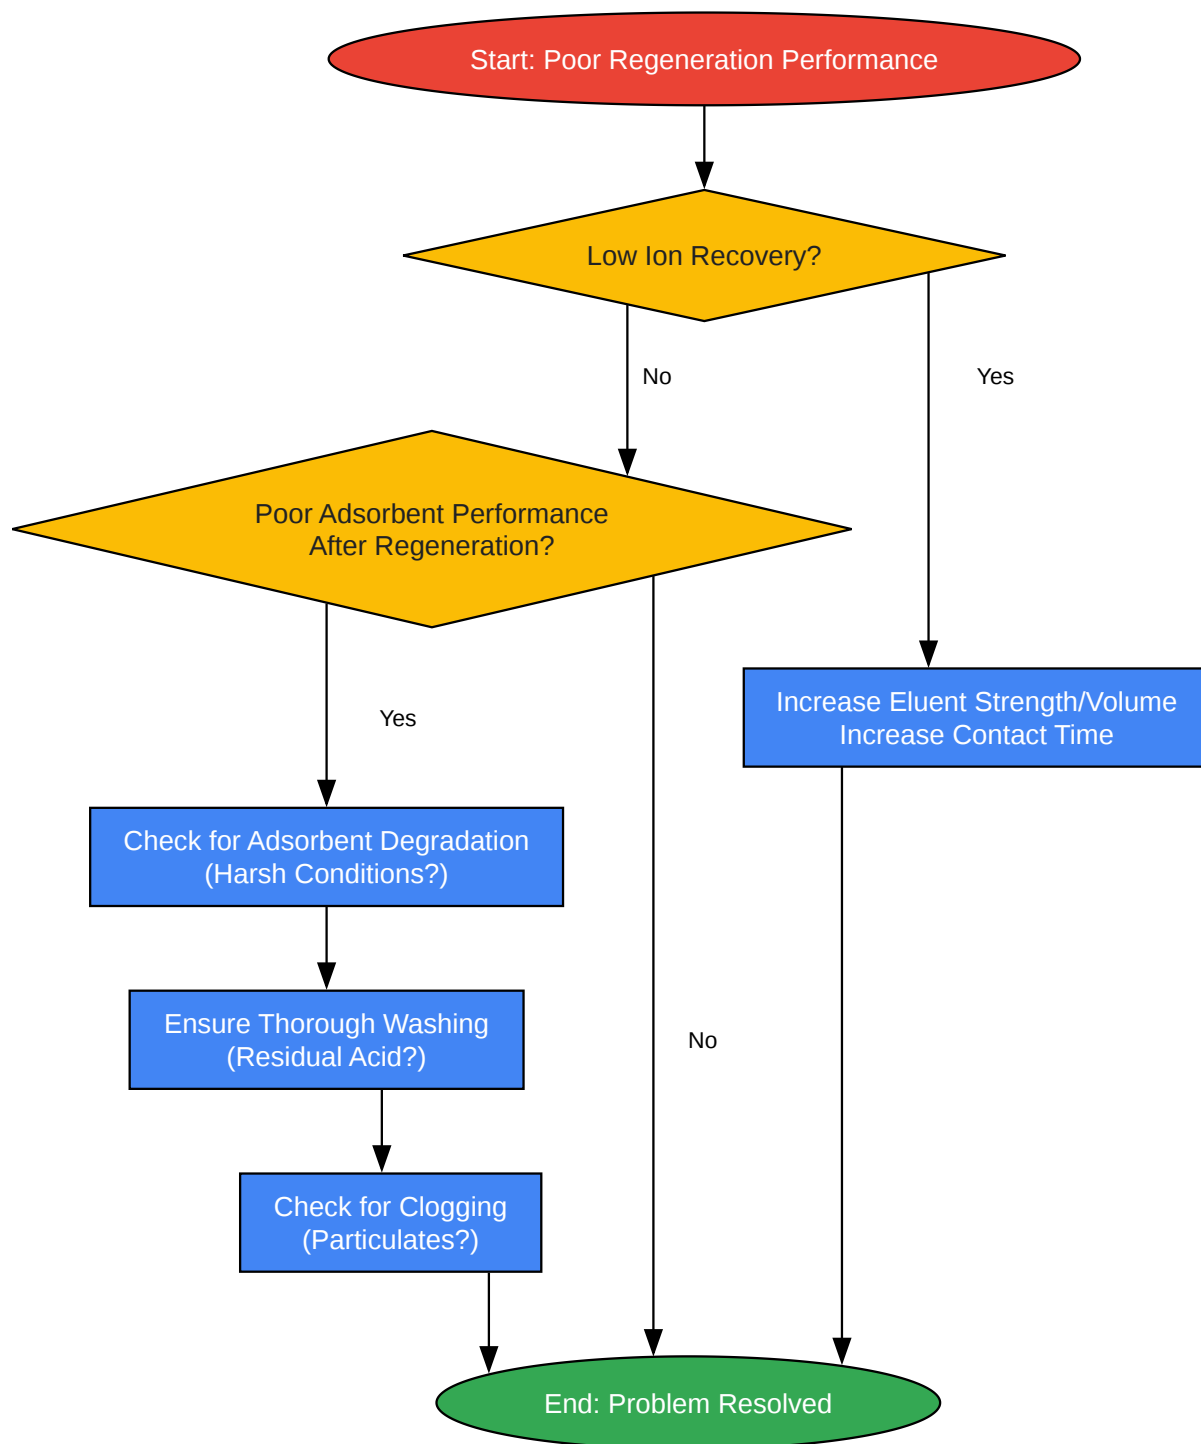 Start: Poor Regeneration Performance
Low Ion Recovery?
No
Yes
Poor Adsorbent Performance
After Regeneration?
Increase Eluent Strength/Volume
Increase Contact Time
Yes
Check for Adsorbent Degradation
(Harsh Conditions?)
Ensure Thorough Washing
(Residual Acid?)
No
Check for Clogging
(Particulates?)
End: Problem Resolved